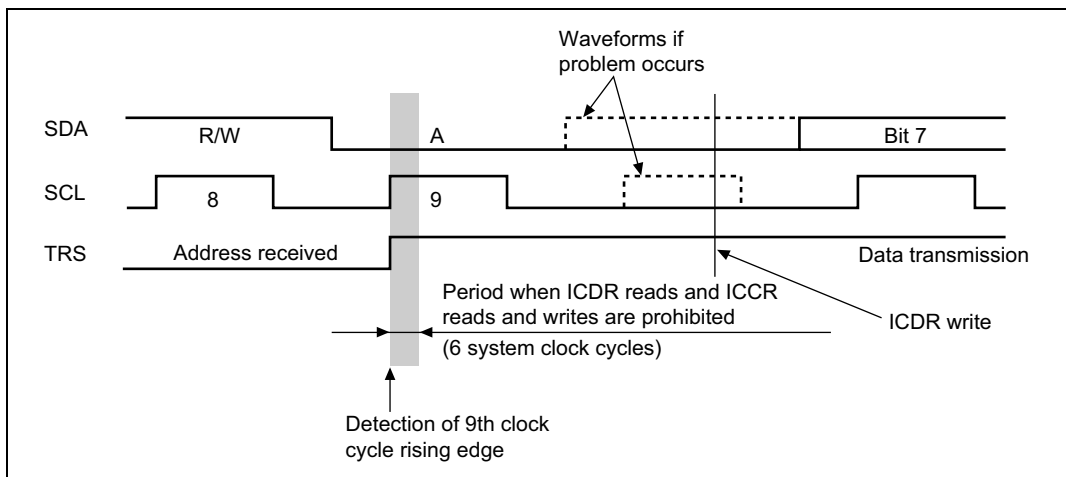 Waveforms if
problem occurs
SDA
R/W
A
Bit 7
SCL
8
9
TRS
Address received
Data transmission
Period when ICDR reads and ICCR
reads and writes are prohibited
(6 system clock cycles)
ICDR write
Detection of 9th clock
cycle rising edge